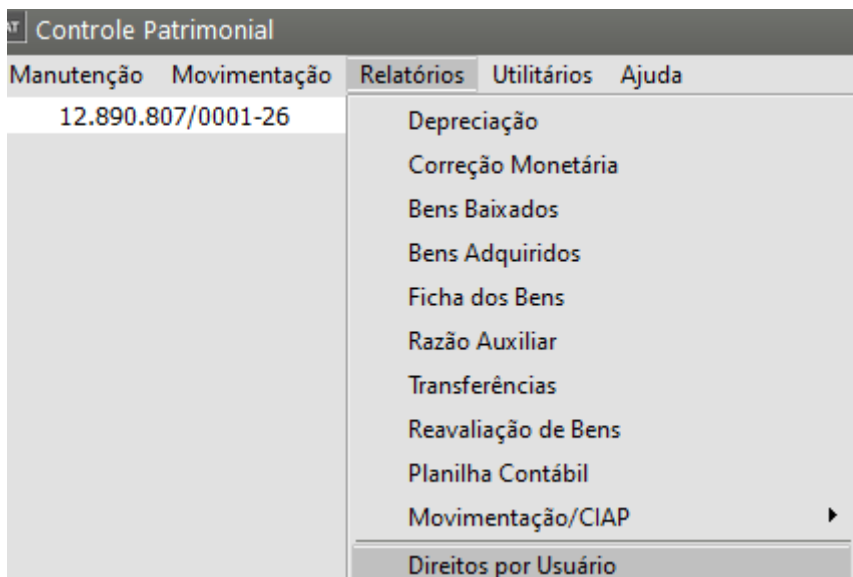 AT Controle Patrimonial
Manutenção Movimentação Relatórios Utilitários Ajuda
12.890.807/0001-26
Depreciação
Correção Monetária
Bens Baixados
Bens Adquiridos
Ficha dos Bens
Razão Auxiliar
Transferências
Reavaliação de Bens
Planilha Contábil
Movimentação/CIAP
Direitos por Usuário